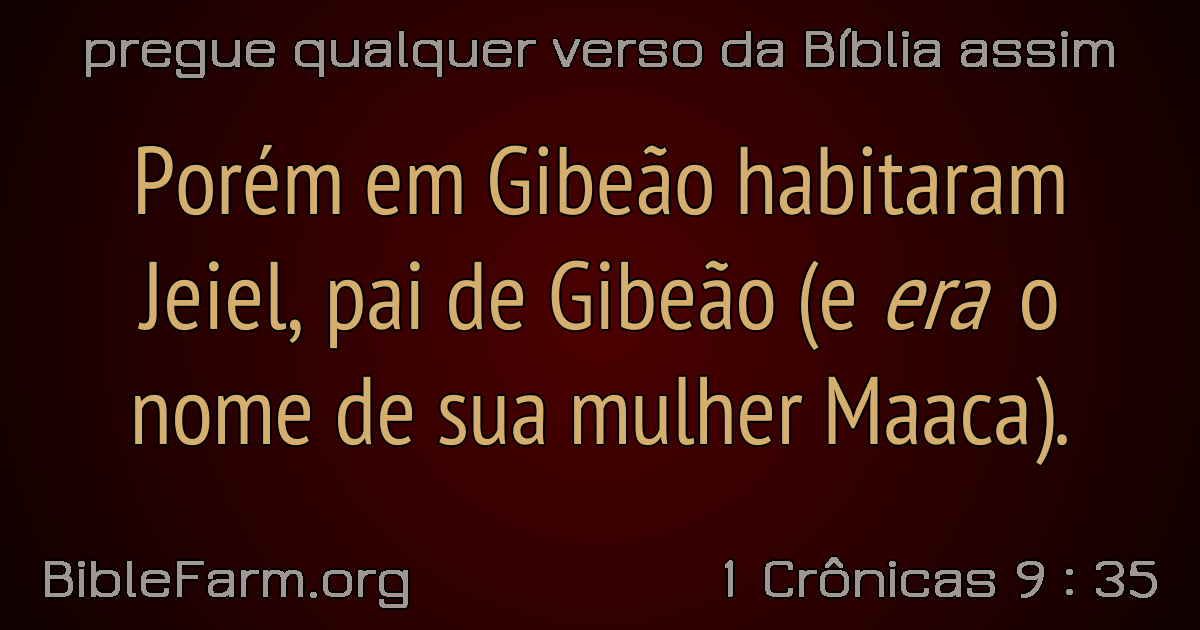 pregue qualquer verso da Bíblia assim
Porém em Gibeão habitaram
Jeiel, pai de Gibeão (e era o
nome de sua mulher Maaca).
BibleFarm.org
1 Crônicas 9 : 35